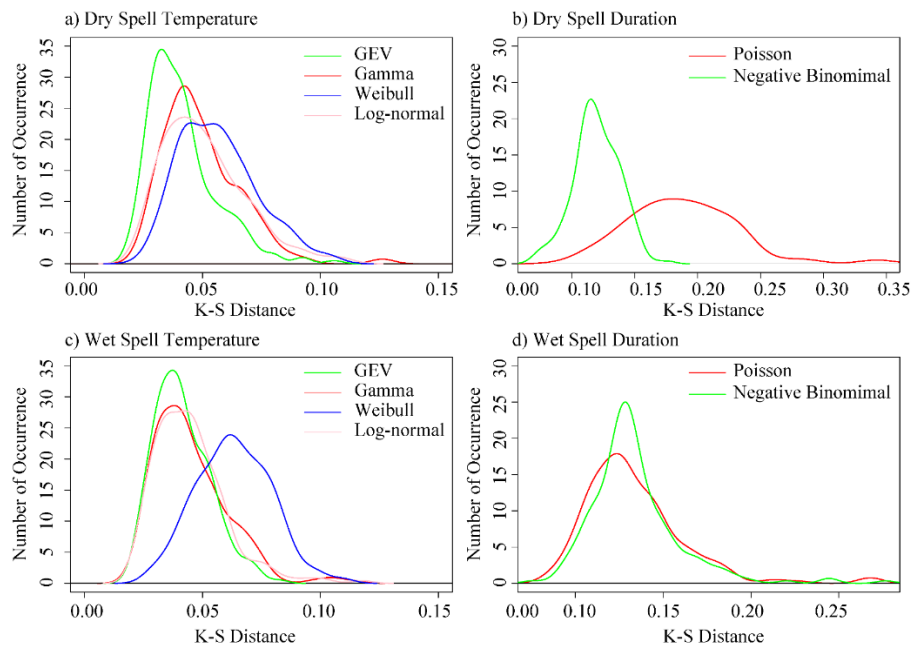 a) Dry Spell Temperature
Number of Occurrence
35
30
25
20
15
10
5
0
GEV
Gamma
Weibull
Log-normal
0.00 0.05 0.10 0.15
K-S Distance
b) Dry Spell Duration
Number of Occurrence
30
25
20
15
10
5
0
Poisson
Negative Binomimal
0.00 0.10 0.15 0.20 0.25 0.30 0.35
K-S Distance
c) Wet Spell Temperature
Number of Occurrence
35
30
25
20
15
10
5
0
GEV
Gamma
Weibull
Log-normal
0.00 0.05 0.10 0.15
K-S Distance
d) Wet Spell Duration
Number of Occurrence
30
25
20
15
10
5
0
Poisson
Negative Binomimal
0.00 0.10 0.15 0.20 0.25
K-S Distance